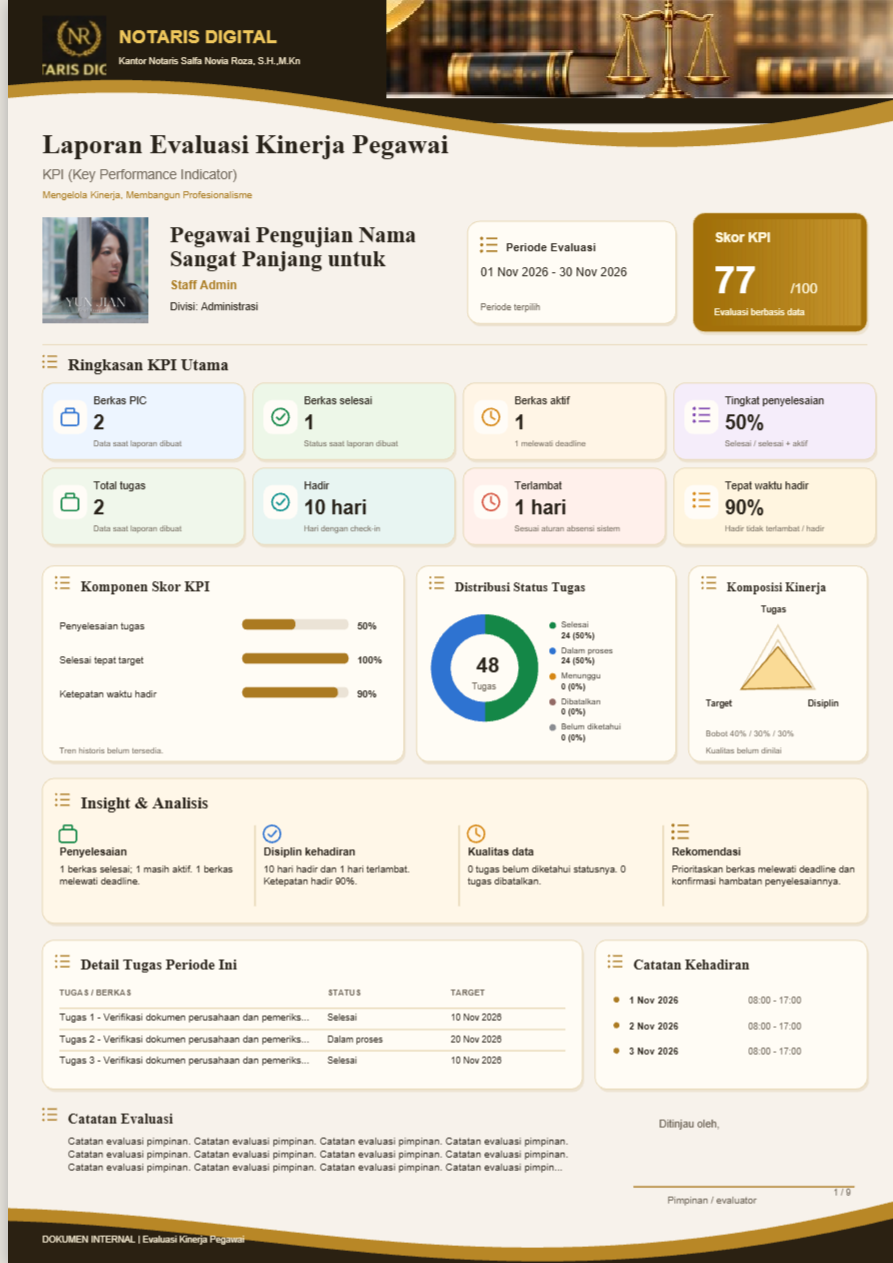 NR
TARIS DIG
NOTARIS DIGITAL
Kantor Notaris Salfa Novia Roza, S.H.,M.Kn
Laporan Evaluasi Kinerja Pegawai
KPI (Key Performance Indicator)
Mengelola Kinerja, Membangun Profesionalisme
YUN JIAN
Pegawai Pengujian Nama
Sangat Panjang untuk
Staff Admin
Divisi: Administrasi
Periode Evaluasi
01 Nov 2026 - 30 Nov 2026
Periode terpilih
Skor KPI
77 /100
Evaluasi berbasis data
Ringkasan KPI Utama
Berkas PIC
2
Data saat laporan dibuat
Berkas selesai
1
Status saat laporan dibuat
Berkas aktif
1
1 melewati deadline
Tingkat penyelesaian
50%
Selesai / selesai + aktif
Total tugas
2
Data saat laporan dibuat
Hadir
10 hari
Hari dengan check-in
Terlambat
1 hari
Sesuai aturan absensi sistem
Tepat waktu hadir
90%
Hadir tidak terlambat / hadir
Komponen Skor KPI
Penyelesaian tugas 50%
Selesai tepat target 100%
Ketepatan waktu hadir 90%
Tren historis belum tersedia.
Distribusi Status Tugas
48
Tugas
Selesai
24 (50%)
Dalam proses
24 (50%)
Menunggu
0 (0%)
Dibatalkan
0 (0%)
Belum diketahui
0 (0%)
Komposisi Kinerja
Tugas
Target Disiplin
Bobot 40% / 30% / 30%
Kualitas belum dinilai
Insight & Analisis
Penyelesaian
1 berkas selesai; 1 masih aktif. 1 berkas
melewati deadline.
Disiplin kehadiran
10 hari hadir dan 1 hari terlambat.
Ketepatan hadir 90%.
Kualitas data
0 tugas belum diketahui statusnya. 0
tugas dibatalkan.
Rekomendasi
Prioritaskan berkas melewati deadline dan
konfirmasi hambatan penyelesaiannya.
Detail Tugas Periode Ini
TUGAS / BERKAS STATUS TARGET
Tugas 1 - Verifikasi dokumen perusahaan dan pemeriks... Selesai 10 Nov 2026
Tugas 2 - Verifikasi dokumen perusahaan dan pemeriks... Dalam proses 20 Nov 2026
Tugas 3 - Verifikasi dokumen perusahaan dan pemeriks... Selesai 10 Nov 2026
Catatan Kehadiran
1 Nov 2026 08:00 - 17:00
2 Nov 2026 08:00 - 17:00
3 Nov 2026 08:00 - 17:00
Catatan Evaluasi
Catatan evaluasi pimpinan. Catatan evaluasi pimpinan. Catatan evaluasi pimpinan. Catatan evaluasi pimpinan.
Catatan evaluasi pimpinan. Catatan evaluasi pimpinan. Catatan evaluasi pimpinan. Catatan evaluasi pimpinan.
Catatan evaluasi pimpinan. Catatan evaluasi pimpinan. Catatan evaluasi pimpinan. Catatan evaluasi pimpin...
Ditinjau oleh,
Pimpinan / evaluator
1 / 9
DOKUMEN INTERNAL | Evaluasi Kinerja Pegawai